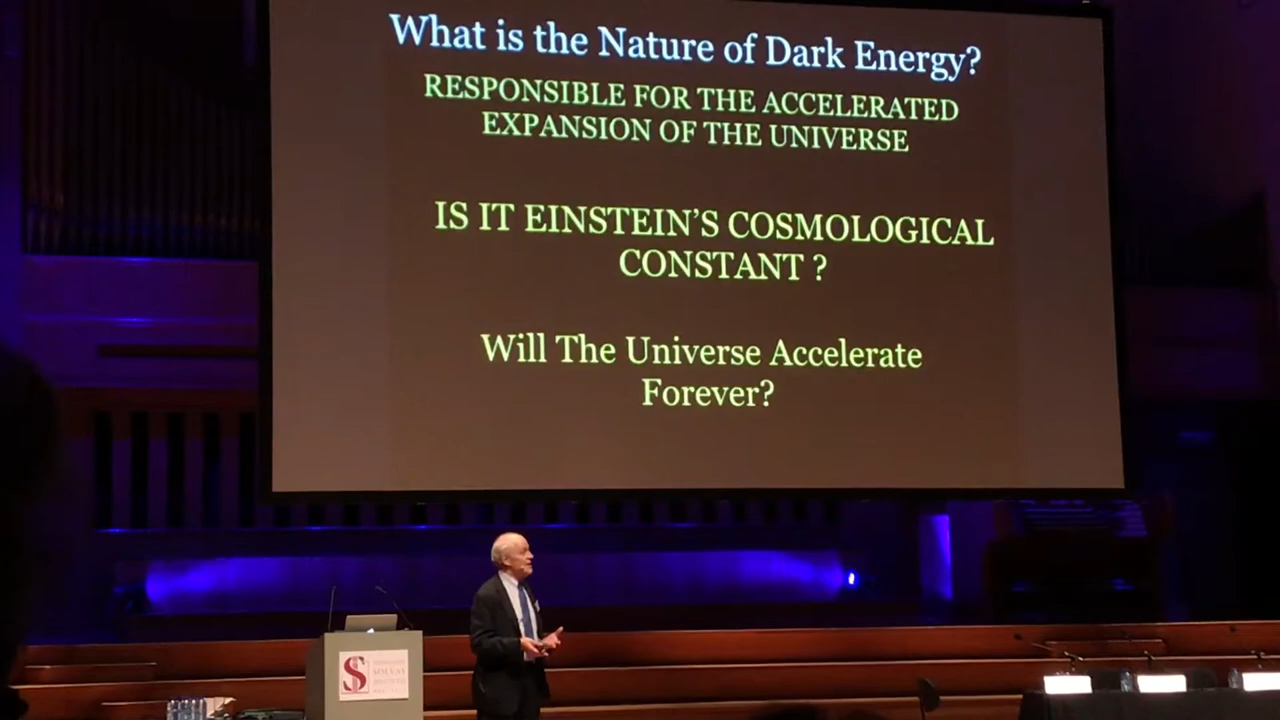 What is the Nature of Dark Energy?
RESPONSIBLE FOR THE ACCELERATED
EXPANSION OF THE UNIVERSE
IS IT EINSTEIN’S COSMOLOGICAL
CONSTANT ?
Will The Universe Accelerate
Forever?
S
SOLVAY